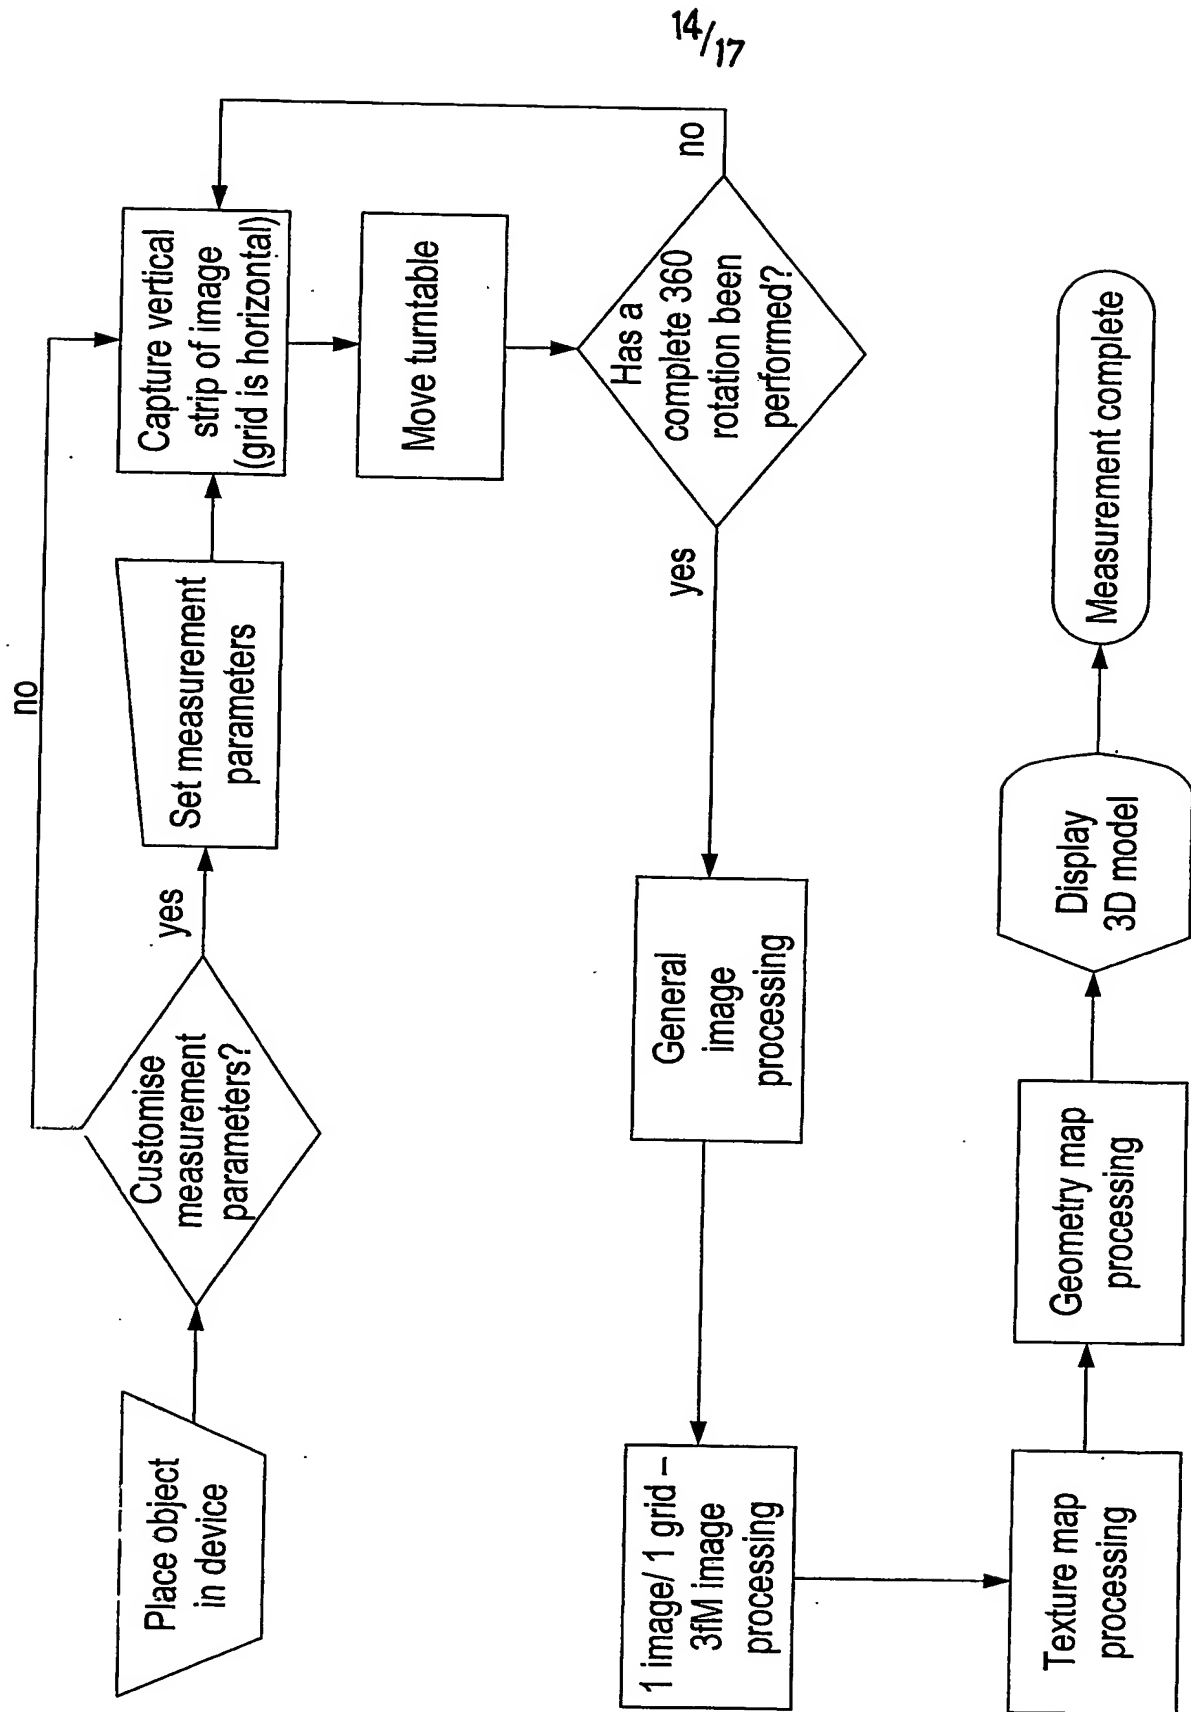 14/17
Place object
in device
Customise
measurement
parameters?
no
yes
Set measurement
parameters
Capture vertical
strip of image
(grid is horizontal)
Move turntable
Has a
complete 360
rotation been
performed?
no
yes
General
image
processing
1 image/ 1 grid –
3fM image
processing
Texture map
processing
Geometry map
processing
Display
3D model
Measurement complete